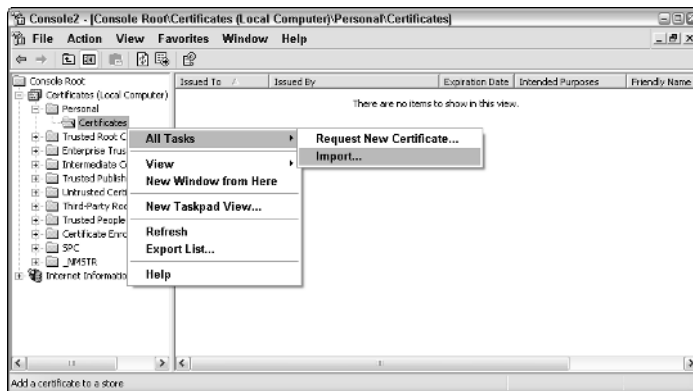 Console2 - [Console Root\Certificates (Local Computer)\Personal\Certificates]
File Action View Favorites Window Help
Console Root
Certificates (Local Computer)
Personal
Certificates
Trusted Root C
Enterprise Trus
Intermediate C
Trusted Publish
Untrusted Certi
Third-Party Roo
Trusted People
Certificate Enro
SPC
_NMSTR
Internet Informatio
Issued To Issued By Expiration Date Intended Purposes Friendly Name
There are no items to show in this view.
All Tasks
View
New Window from Here
New Taskpad View...
Refresh
Export List...
Help
Request New Certificate...
Import...
Add a certificate to a store